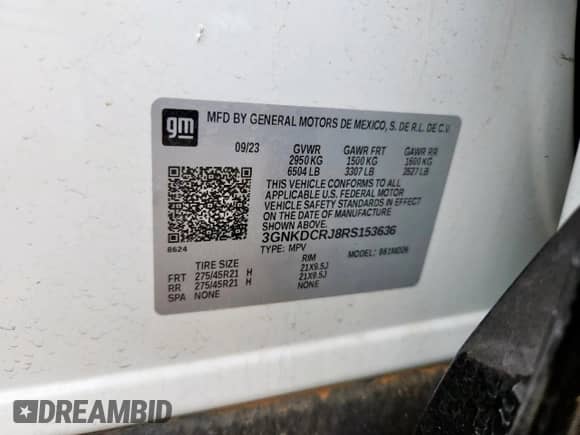 gm
MFD BY GENERAL MOTORS DE MEXICO, S. DE R.L. DE C.V.
09/23 GVWR GAWR FRT GAWR RR
2950 KG 1500 KG 1600 KG
6504 LB 3307 LB 3527 LB
THIS VEHICLE CONFORMS TO ALL
APPLICABLE U.S. FEDERAL MOTOR
VEHICLE SAFETY STANDARDS IN EFFECT
ON THE DATE OF MANUFACTURE
SHOWN ABOVE.
3GNKDCRJ8RS153636
8624 TYPE: MPV MODEL:
TIRE SIZE RIM
FRT 275/45R21 H 21X9.5J
RR 275/45R21 H 21X9.5J
SPA NONE NONE
DREAMBID